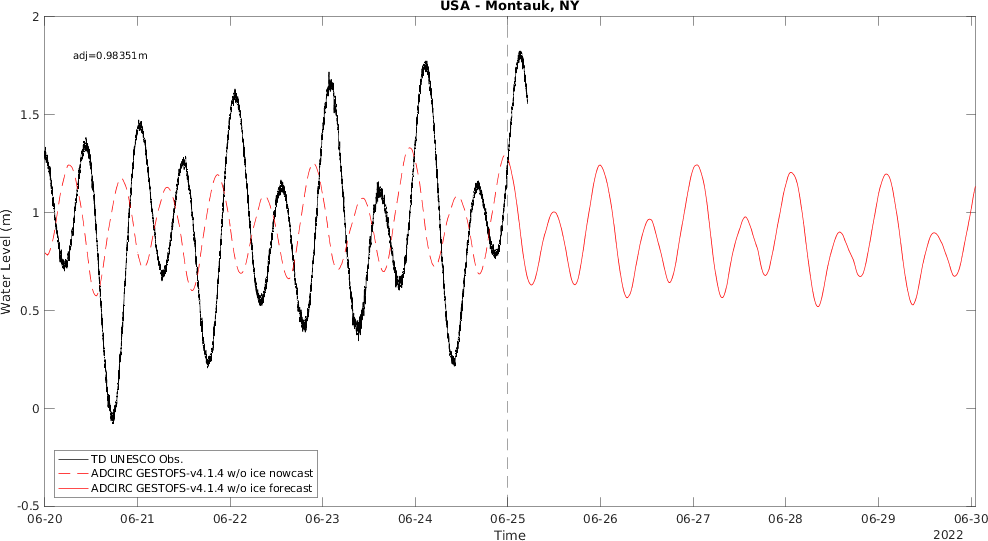 USA - Montauk, NY
adj=0.98351m
Water Level (m)
2
1.5
1
0.5
0
-0.5
TD UNESCO Obs.
ADCIRC GESTOFS-v4.1.4 w/o ice nowcast
ADCIRC GESTOFS-v4.1.4 w/o ice forecast
06-20 06-21 06-22 06-23 06-24 06-25 06-26 06-27 06-28 06-29 06-30
Time
2022